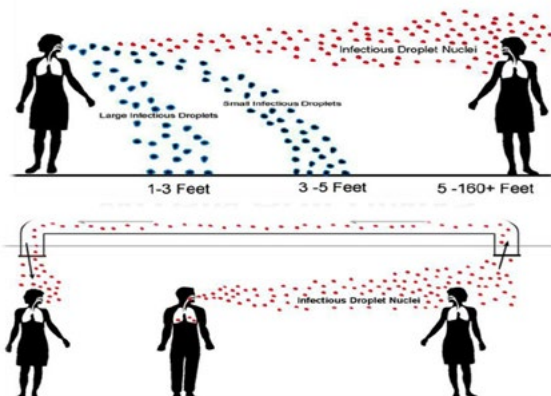 Infectious Droplet Nuclei
Small Infectious Droplets
Large Infectious Droplets
1-3 Feet
3 -5 Feet
5 -160+ Feet
Infectious Droplet Nuclei